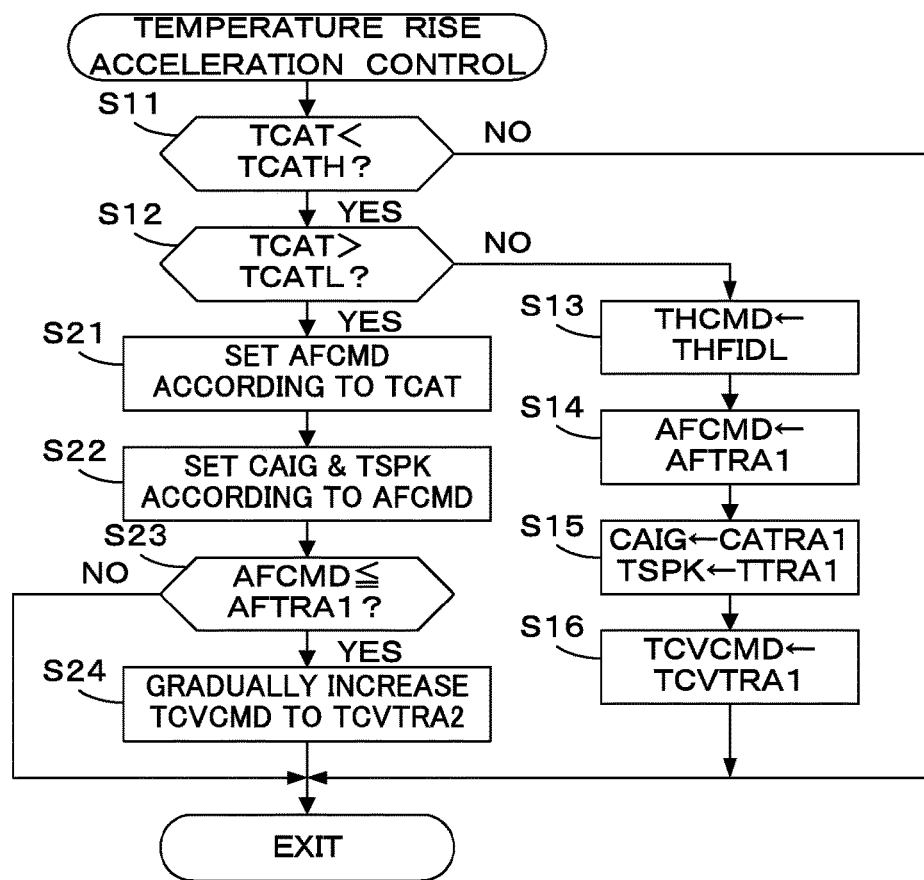 TEMPERATURE RISE
ACCELERATION CONTROL
S11
TCAT<
TCATH?
NO
YES
S12
TCAT>
TCATL?
NO
YES
S21
SET AFCMD
ACCORDING TO TCAT
S22
SET CAIG & TSPK
ACCORDING TO AFCMD
S23
NO
AFCMD≦
AFTRA1?
YES
S24
GRADUALLY INCREASE
TCVCMD TO TCVTRA2
S13
THCMD←
THFIDL
S14
AFCMD←
AFTRA1
S15
CAIG←CATRA1
TSPK←TTRA1
S16
TCVCMD←
TCVTRA1
EXIT